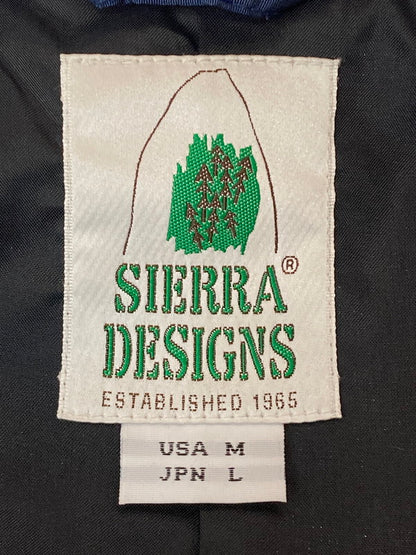 SIERRA®
DESIGNS
ESTABLISHED 1965
USA M
JPN L